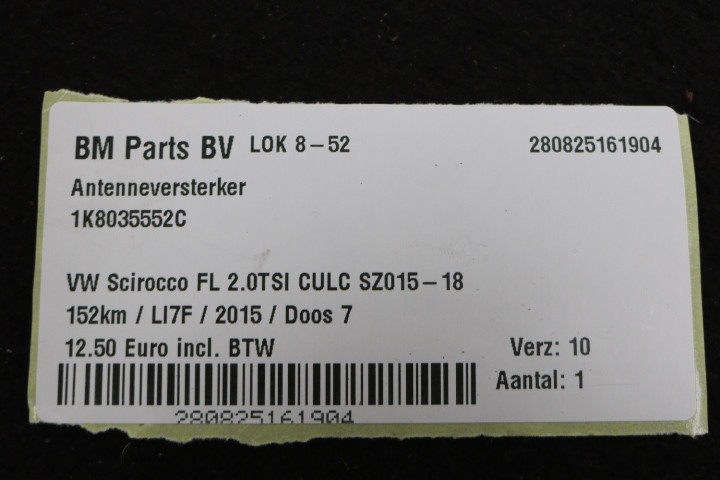 BM Parts BV LOK 8-52 280825161904
Antenneversterker
1K8035552C
VW Scirocco FL 2.0TSI CULC SZ015-18
152km / LI7F / 2015 / Doos 7
12.50 Euro incl. BTW Verz: 10
Aantal: 1
280825161904